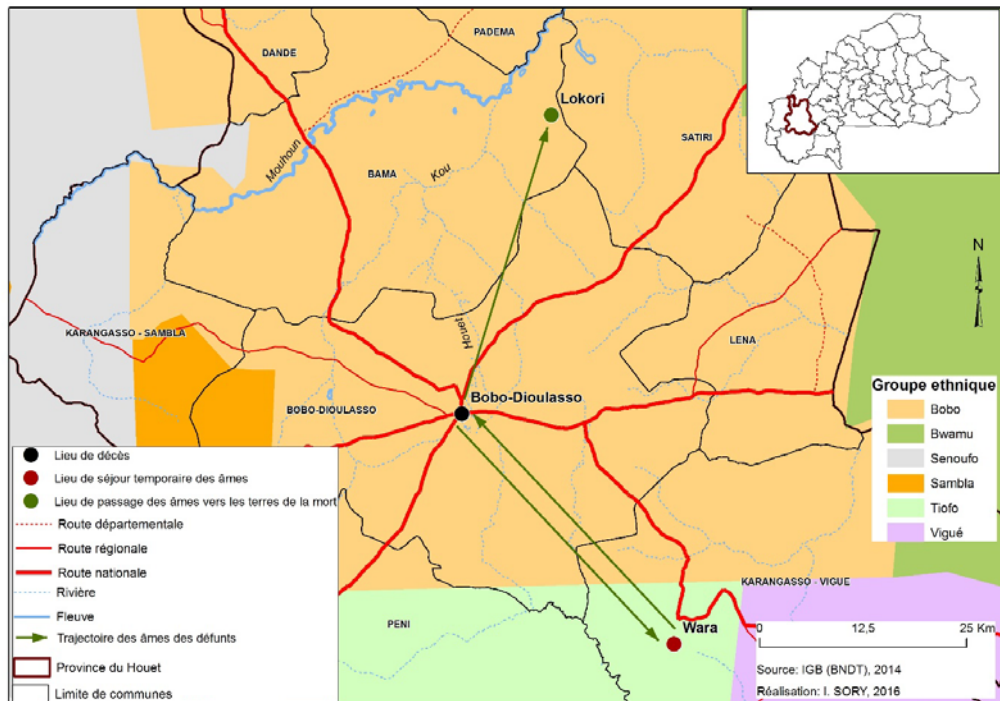 PADEMA
DANDE
Lokori
SATIRI
Mouhoun
BAMA
Kou
N
KARANGASSO - SAMBLA
Houet
LENA
BOBO-DIOULASSO
Bobo-Dioulasso
Groupe ethnique
Bobo
Bwamu
Senoufo
Sambla
Tiofo
Vigué
Lieu de décès
Lieu de séjour temporaire des âmes
Lieu de passage des âmes vers les terres de la mort
Route départementale
Route régionale
Route nationale
Rivière
Fleuve
Trajectoire des âmes des défunts
Province du Houet
Limite de communes
KARANGASSO - VIGUE
PENI
Wara
0 12,5 25 Km
Source: IGB (BNDT), 2014
Réalisation: I. SORY, 2016